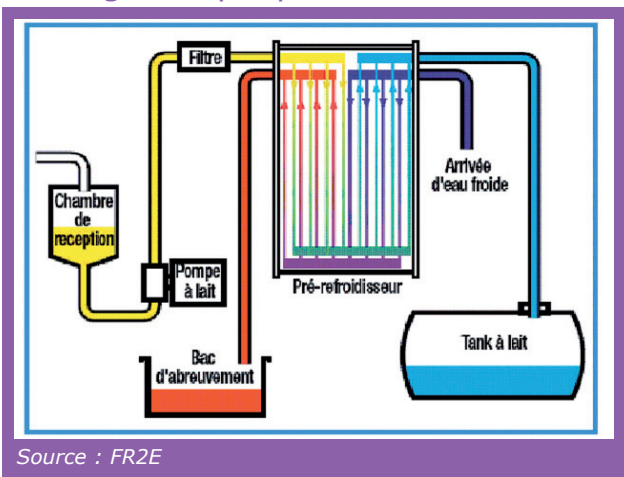 Filtre
Chambre
de
reception
Pompe
à lait
Bac
d'abreuvement
Pré-refroidisseur
Arrivée
d'eau froide
Tank à lait
Source : FR2E